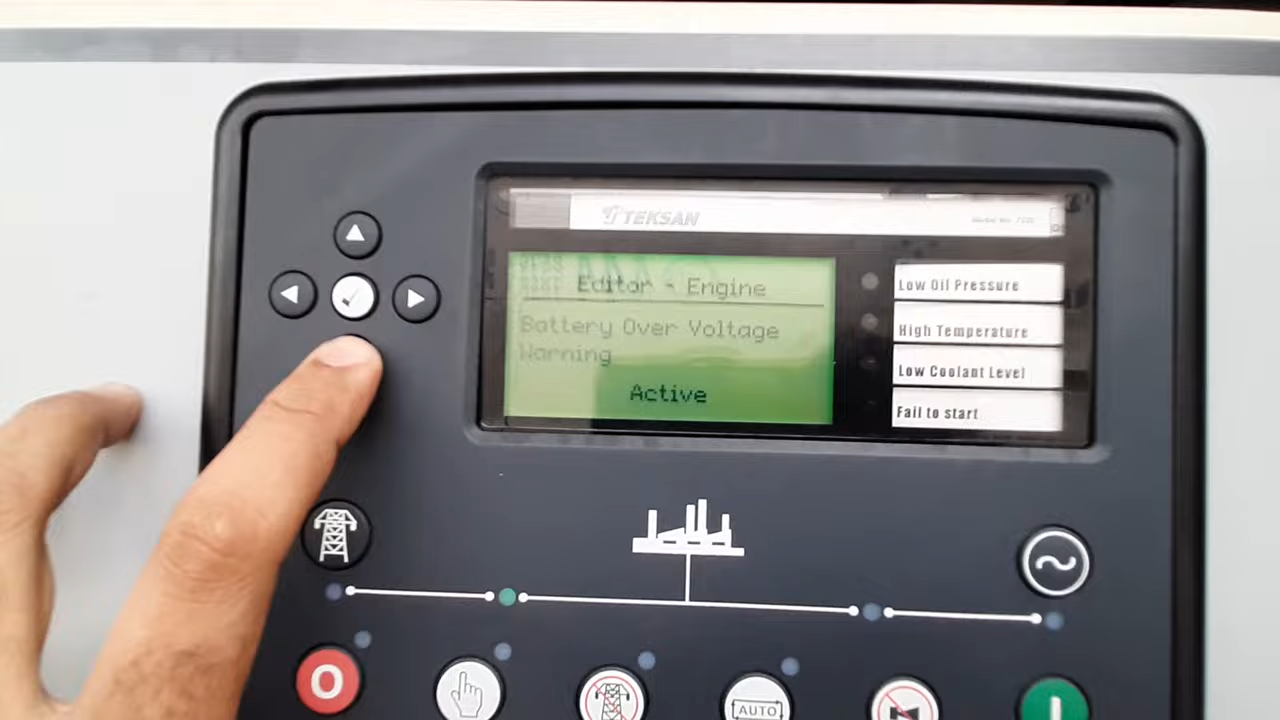 TEKSAN
Editor - Engine
Battery Over Voltage
Warning
Active
Low Oil Pressure
High Temperature
Low Coolant Level
Fail to start
O
AUTO
I